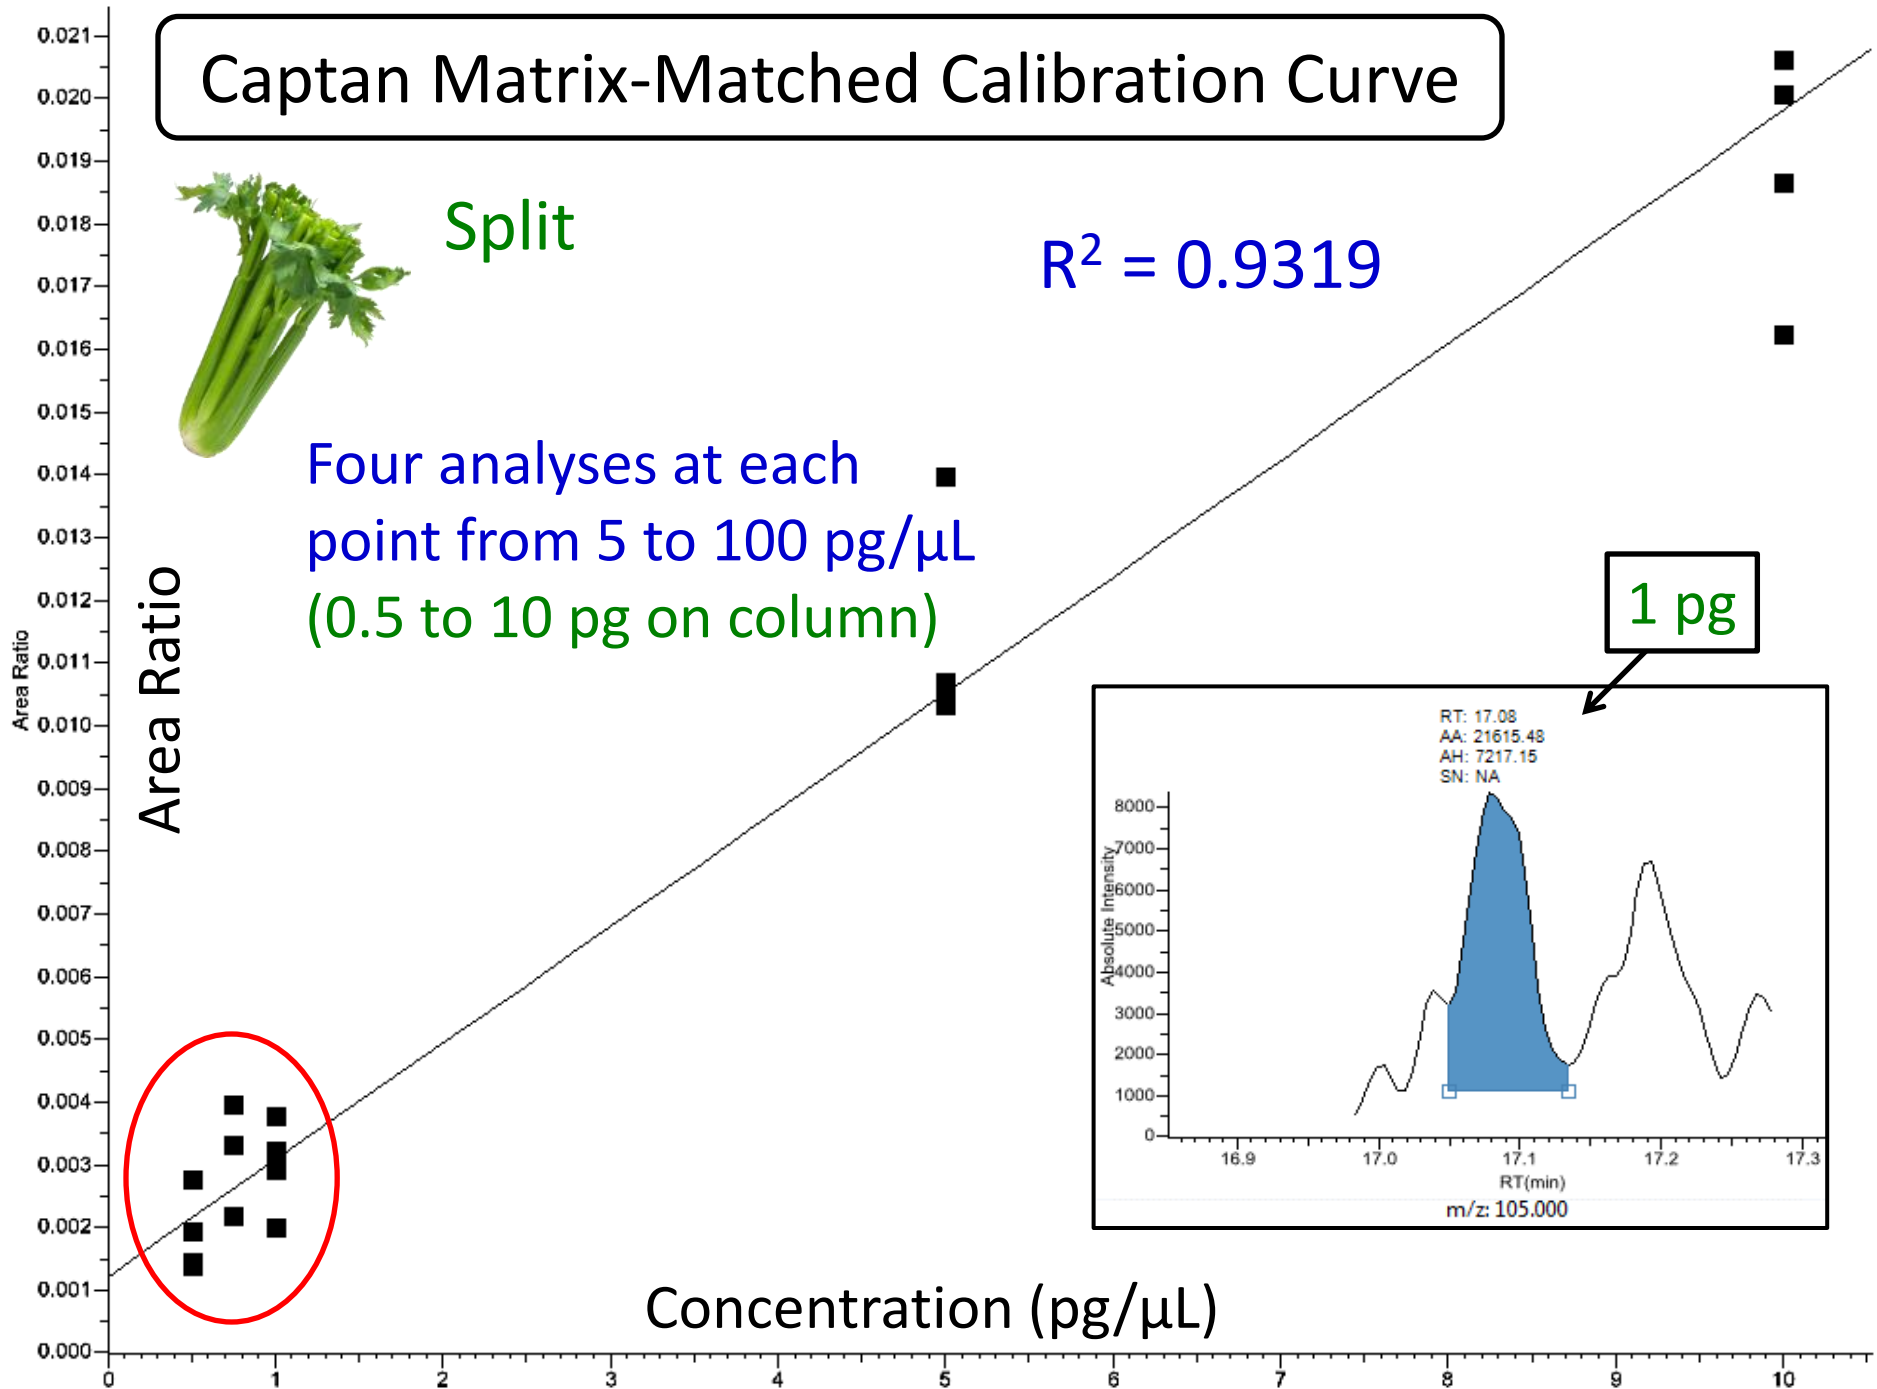 Captan Matrix-Matched Calibration Curve
Split
R² = 0.9319
Four analyses at each
point from 5 to 100 pg/µL
(0.5 to 10 pg on column)
Area Ratio
Area Ratio
0.021
0.020
0.019
0.018
0.017
0.016
0.015
0.014
0.013
0.012
0.011
0.010
0.009
0.008
0.007
0.006
0.005
0.004
0.003
0.002
0.001
0.000
0 1 2 3 4 5 6 7 8 9 10
Concentration (pg/µL)
1 pg
RT: 17.08
AA: 21615.48
AH: 7217.15
SN: NA
Absolute Intensity
8000
7000
6000
5000
4000
3000
2000
1000
0
16.9 17.0 17.1 17.2 17.3
RT(min)
m/z: 105.000